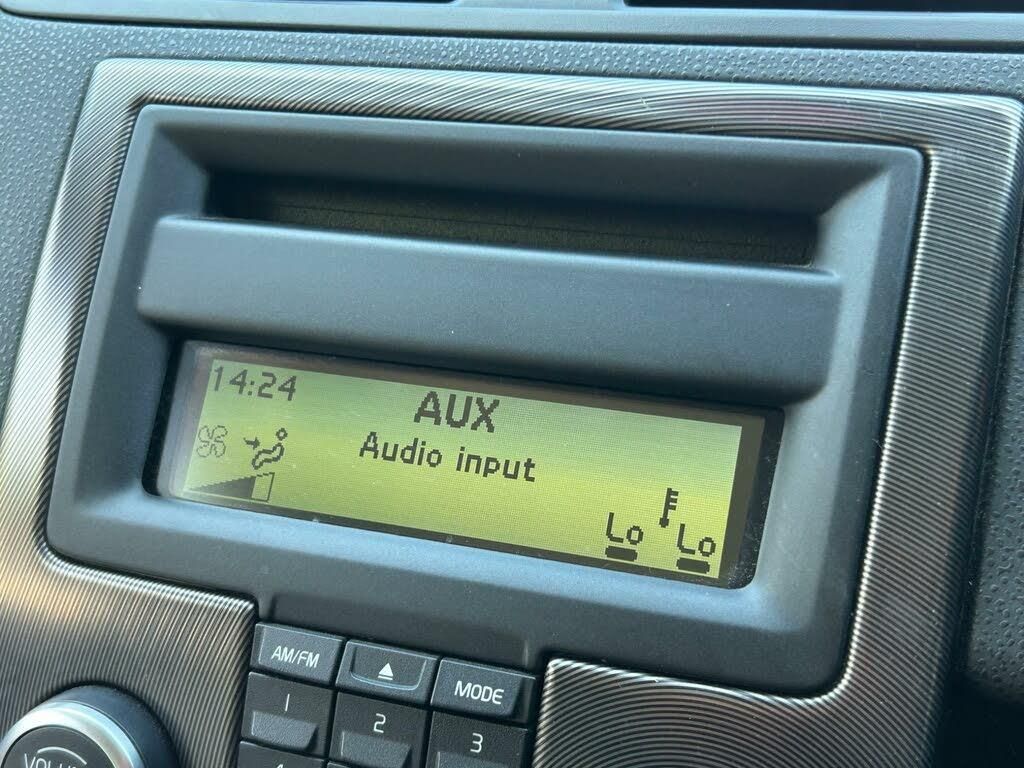 14:24
AUX
Audio input
Lo
Lo
AM/FM
MODE
1
2
3